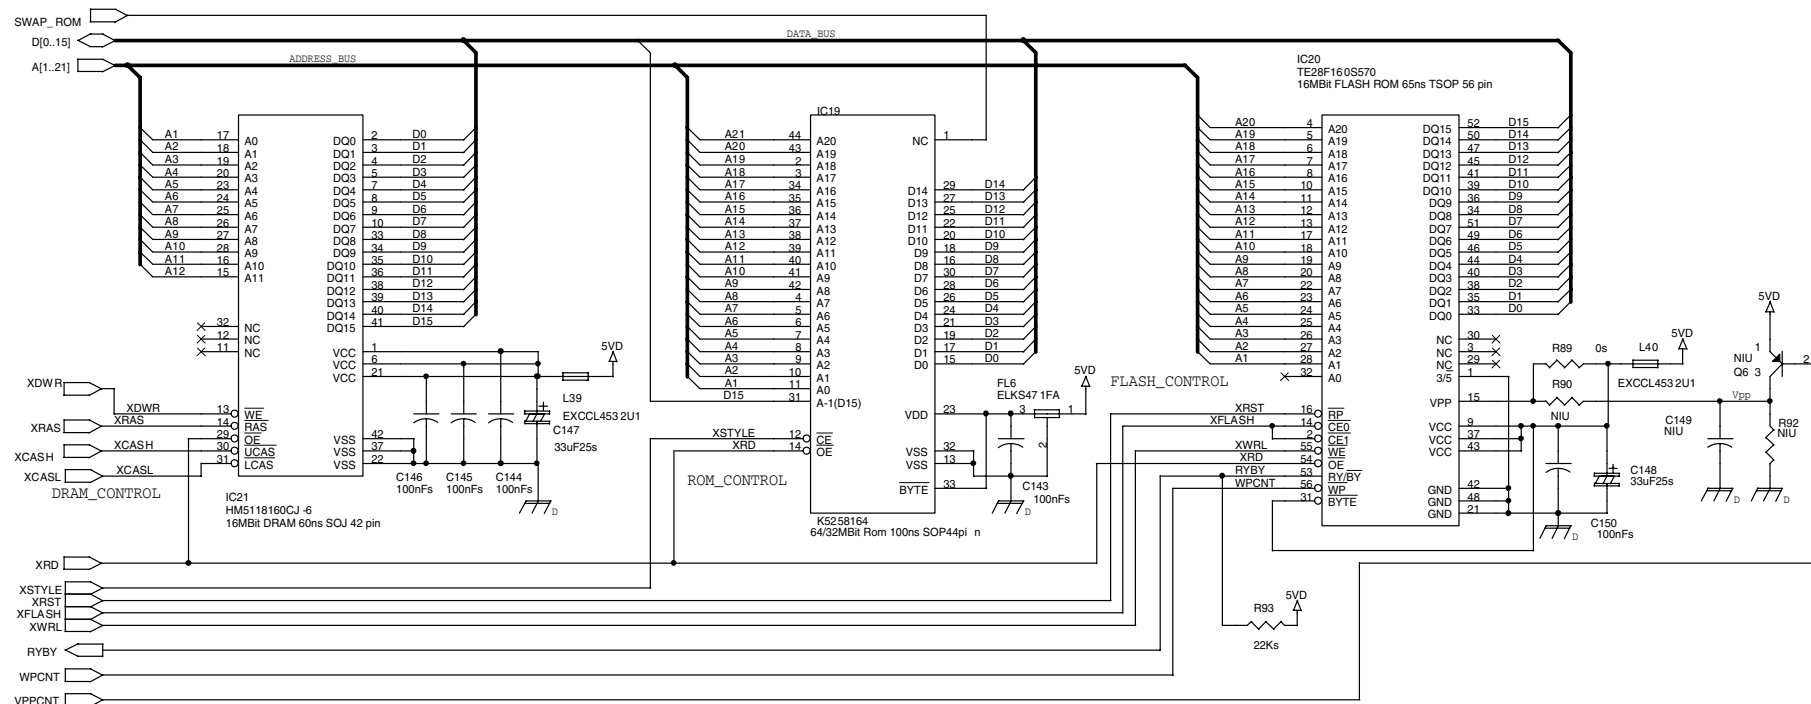 SWAP_ROM
D[0..15]
A[1..21]
DATA_BUS
ADDRESS_BUS
A1 17 A0
A2 18 A1
A3 19 A2
A4 20 A3
A5 23 A4
A6 24 A5
A7 25 A6
A8 26 A7
A9 27 A8
A10 28 A9
A11 16 A10
A12 15 A11
32 NC
12 NC
11 NC
DQ0 2 D0
DQ1 3 D1
DQ2 4 D2
DQ3 5 D3
DQ4 7 D4
DQ5 8 D5
DQ6 9 D6
DQ7 10 D7
DQ8 33 D8
DQ9 34 D9
DQ10 35 D10
DQ11 36 D11
DQ12 38 D12
DQ13 39 D13
DQ14 40 D14
DQ15 41 D15
VCC 1
VCC 6
VCC 21
VSS 42
VSS 37
VSS 22
XDWR
XRAS
XCASH
XCASL
XDWR 13 WE
XRAS 14 RAS
29 OE
XCASH 30 UCAS
XCASL 31 LCAS
DRAM_CONTROL
IC21
HM5118160CJ -6
16MBit DRAM 60ns SOJ 42 pin
5VD
L39
EXCCL453 2U1
C147
33uF25s
C146
100nFs
C145
100nFs
C144
100nFs
D
IC19
A21 44 A20
A20 43 A19
A19 2 A18
A18 3 A17
A17 34 A16
A16 35 A15
A15 36 A14
A14 37 A13
A13 38 A12
A12 39 A11
A11 40 A10
A10 41 A9
A9 42 A8
A8 4 A7
A7 5 A6
A6 6 A5
A5 7 A4
A4 8 A3
A3 9 A2
A2 10 A1
A1 11 A0
D15 31 A-1(D15)
NC 1
D14 29 D14
D13 27 D13
D12 25 D12
D11 22 D11
D10 20 D10
D9 18 D9
D8 16 D8
D7 30 D7
D6 28 D6
D5 26 D5
D4 24 D4
D3 21 D3
D2 19 D2
D1 17 D1
D0 15 D0
VDD 23
VSS 32
VSS 13
BYTE 33
XSTYLE 12 CE
XRD 14 OE
ROM_CONTROL
K5258164
64/32MBit Rom 100ns SOP44pi n
FL6
ELKS47 1FA
3 1
2
5VD
C143
100nFs
D
IC20
TE28F160S570
16MBit FLASH ROM 65ns TSOP 56 pin
A20 4 A20
A19 5 A19
A18 6 A18
A17 7 A17
A16 8 A16
A15 10 A15
A14 11 A14
A13 12 A13
A12 13 A12
A11 17 A11
A10 18 A10
A9 19 A9
A8 20 A8
A7 22 A7
A6 23 A6
A5 24 A5
A4 25 A4
A3 26 A3
A2 27 A2
A1 28 A1
32 A0
DQ15 52 D15
DQ14 50 D14
DQ13 47 D13
DQ12 45 D12
DQ11 41 D11
DQ10 39 D10
DQ9 36 D9
DQ8 34 D8
DQ7 51 D7
DQ6 49 D6
DQ5 46 D5
DQ4 44 D4
DQ3 40 D3
DQ2 38 D2
DQ1 35 D1
DQ0 33 D0
NC 30
NC 3
NC 29
3/5 1
VPP 15
VCC 9
VCC 37
VCC 43
GND 42
GND 48
GND 21
FLASH_CONTROL
XRST 16 RP
XFLASH 14 CE0
2 CE1
XWRL 55 WE
XRD 54 OE
RYBY 53 RY/BY
WPCNT 56 WP
31 BYTE
R89 0s
R90
NIU
L40
EXCCL453 2U1
5VD
5VD
1
NIU
Q6 3
2
Vpp
C149
NIU
R92
NIU
C148
33uF25s
C150
100nFs
D
D
D
R93
22Ks
5VD
XRD
XSTYLE
XRST
XFLASH
XWRL
RYBY
WPCNT
VPPCNT